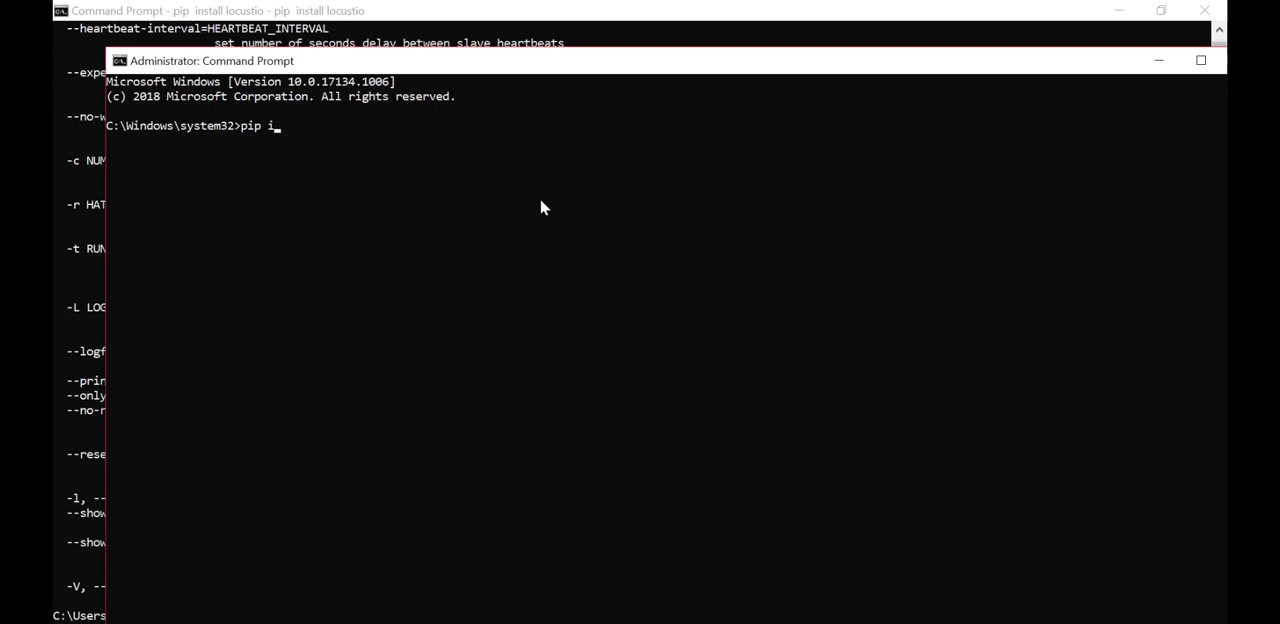 Command Prompt - pip  install locustio - pip  install locustio
--heartbeat-interval=HEARTBEAT_INTERVAL
set number of seconds delay between slave heartbeats
Administrator: Command Prompt
--expe
Microsoft Windows [Version 10.0.17134.1006]
(c) 2018 Microsoft Corporation. All rights reserved.
--no-w
C:\Windows\system32>pip i_
-c NUM
-r HAT
-t RUN
-L LOG
--logf
--prin
--only
--no-r
--rese
-l, --
--show
--show
-V, --
C:\Users